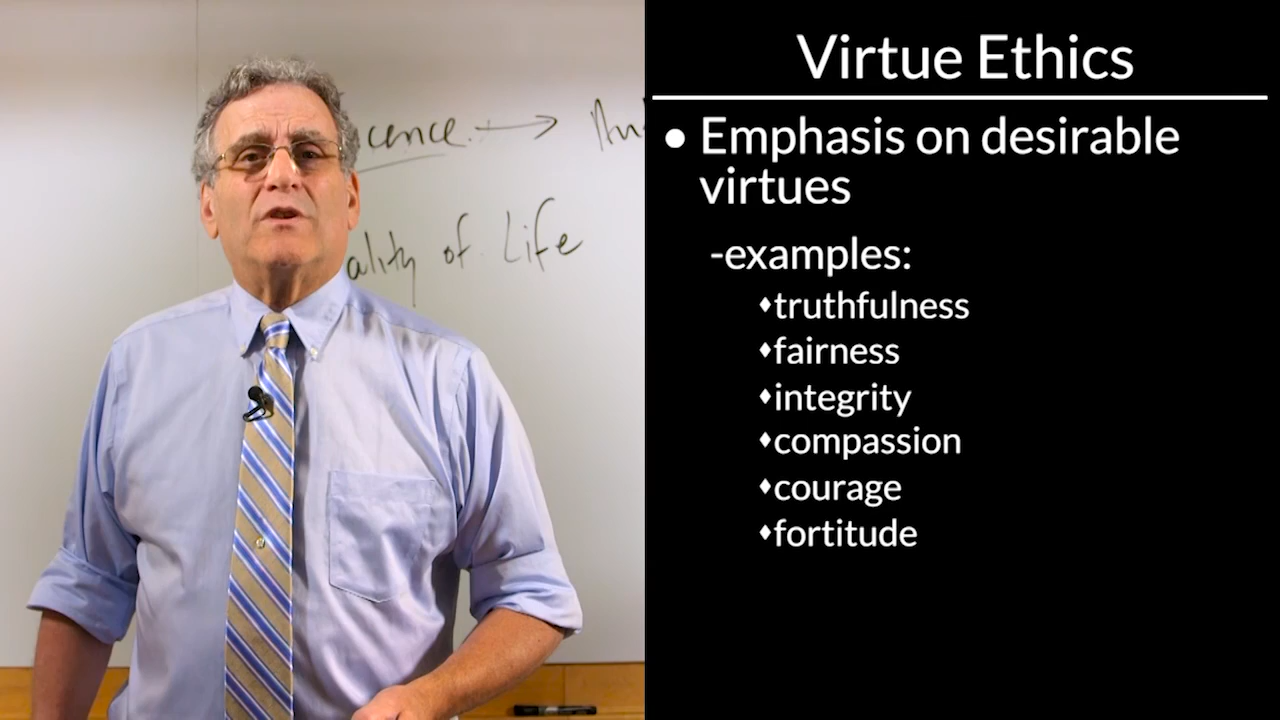 cence. →
ality of Life
Virtue Ethics
• Emphasis on desirable
virtues
-examples:
♦truthfulness
♦fairness
♦integrity
♦compassion
♦courage
♦fortitude